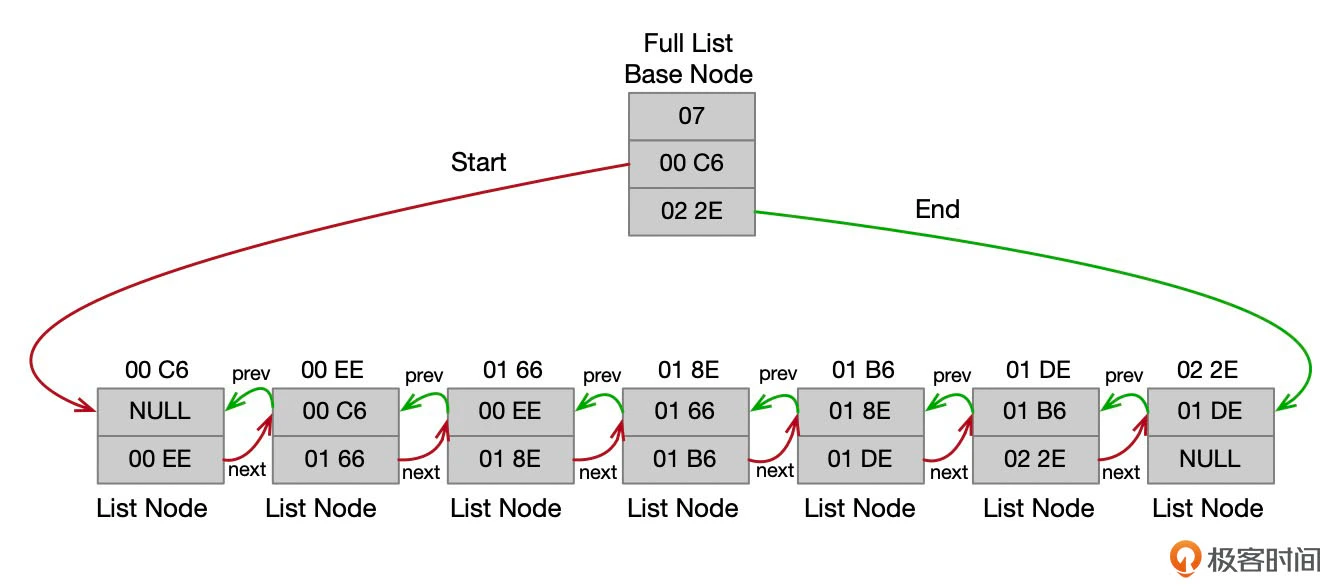 Full List
Base Node
07
Start
00 C6
02 2E
End
00 C6
prev
00 EE
prev
01 66
prev
01 8E
prev
01 B6
prev
01 DE
prev
02 2E
NULL
00 C6
00 EE
01 66
01 8E
01 B6
01 DE
00 EE
next
01 66
next
01 8E
next
01 B6
next
01 DE
next
02 2E
next
NULL
List Node
List Node
List Node
List Node
List Node
List Node
List Node
极客时间